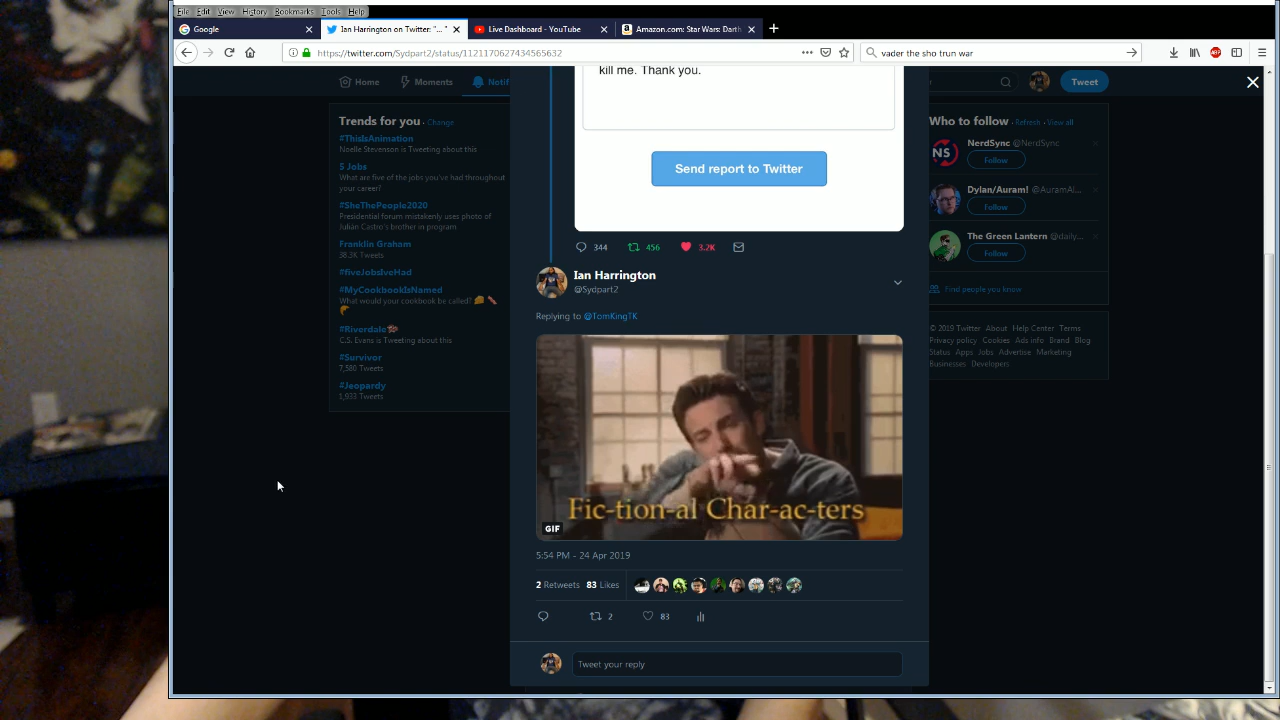 File Edit View History Bookmarks Tools Help
Google
Ian Harrington on Twitter: "...
Live Dashboard - YouTube
Amazon.com: Star Wars: Darth
https://twitter.com/Sydpart2/status/1121170627434565632
vader the sho trun war
Home Moments Notif
Tweet
Trends for you · Change
#ThisIsAnimation
Noelle Stevenson is Tweeting about this
5 Jobs
What are five of the jobs you've had throughout
your career?
#SheThePeople2020
Presidential forum mistakenly uses photo of
Julián Castro's brother in program
Franklin Graham
38.3K Tweets
#fiveJobsIveHad
#MyCookbookIsNamed
What would your cookbook be called?
#Riverdale
C.S. Evans is Tweeting about this
#Survivor
7,580 Tweets
#Jeopardy
1,933 Tweets
kill me. Thank you.
Send report to Twitter
344 456 3.2K
Ian Harrington
@Sydpart2
Replying to @TomKingTK
Fic-tion-al Char-ac-ters
GIF
5:54 PM - 24 Apr 2019
2 Retweets 83 Likes
2 83
Tweet your reply
Who to follow · Refresh · View all
NS
NerdSync @NerdSync
Follow
Dylan/Auram! @AuramAl...
Follow
The Green Lantern @daily...
Follow
Find people you know
© 2019 Twitter About Help Center Terms
Privacy policy Cookies Ads info Brand Blog
Status Apps Jobs Advertise Marketing
Businesses Developers